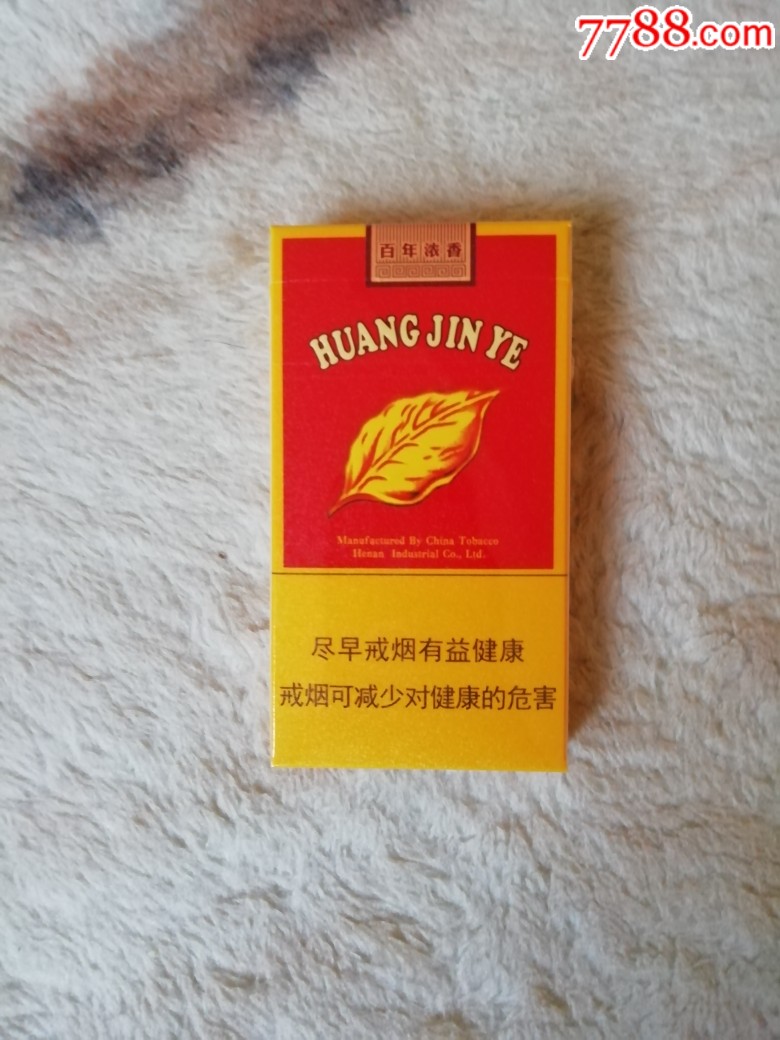 7788.com
百年浓香
HUANG JIN YE
Manufactured By China Tobacco
Henan Industrial Co., Ltd.
尽早戒烟有益健康
戒烟可减少对健康的危害